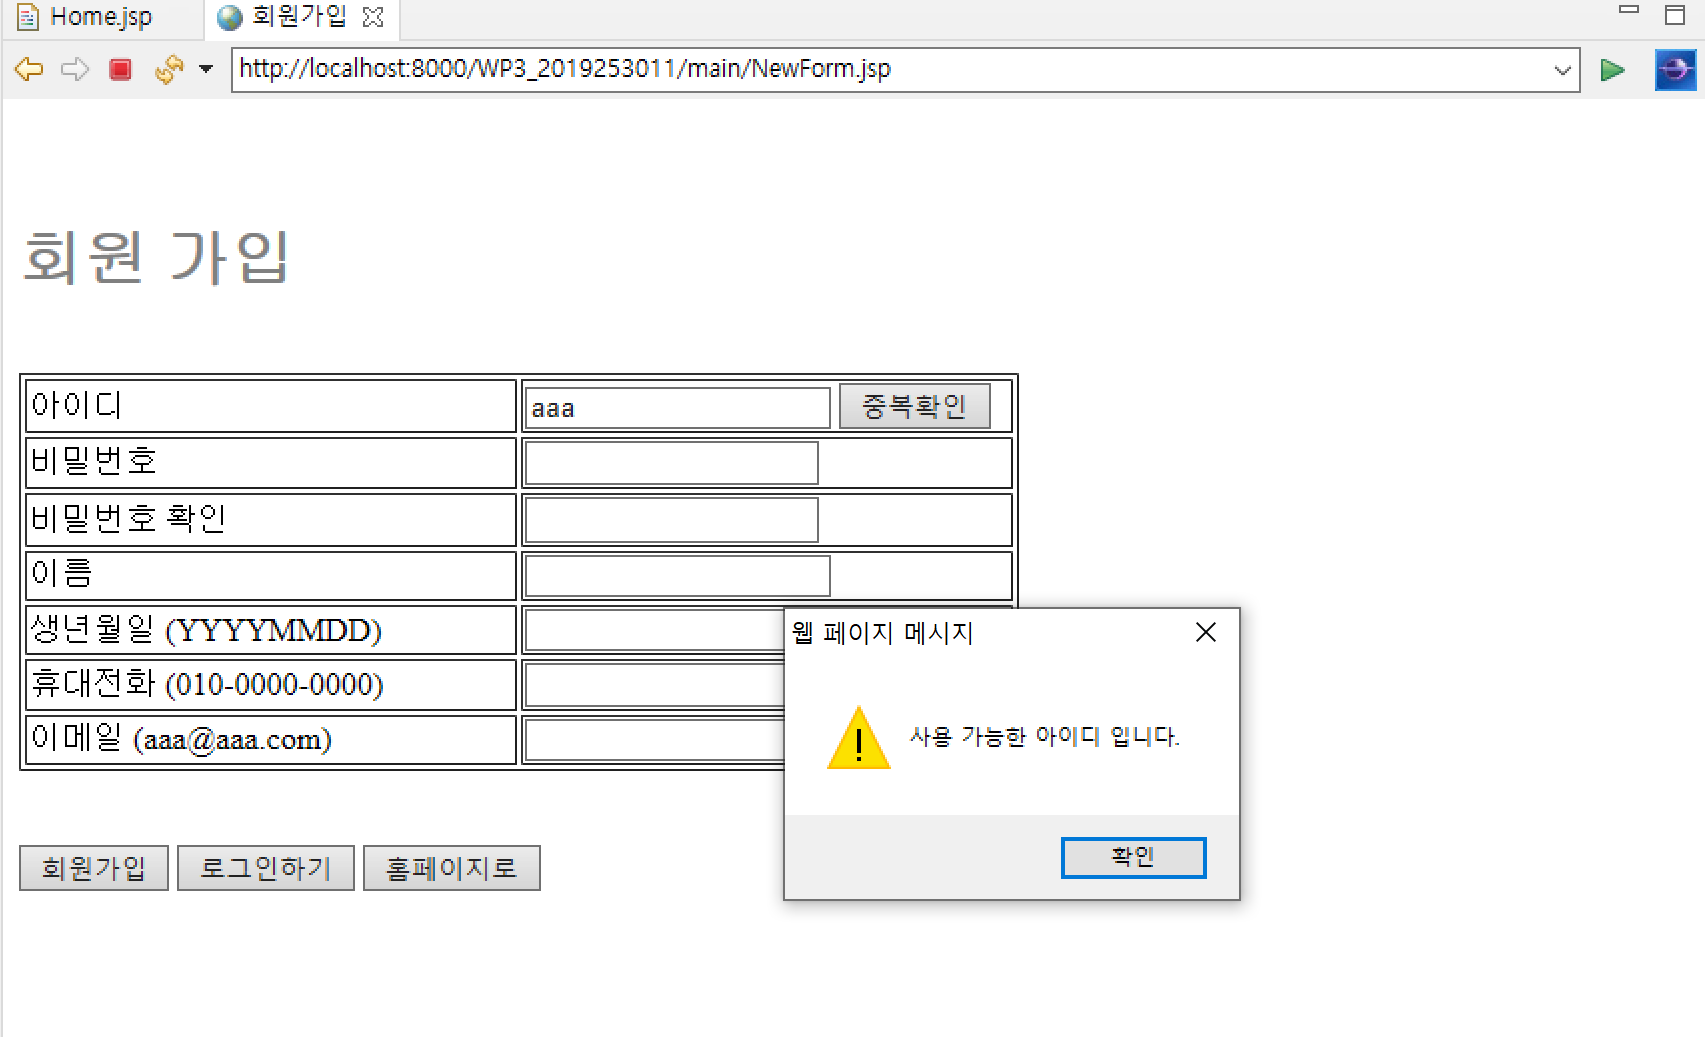 Home.jsp 회원가입
http://localhost:8000/WP3_2019253011/main/NewForm.jsp
회원 가입
아이디 aaa 중복확인
비밀번호
비밀번호 확인
이름
생년월일 (YYYYMMDD)
휴대전화 (010-0000-0000)
이메일 (aaa@aaa.com)
웹 페이지 메시지
사용 가능한 아이디 입니다.
확인
회원가입 로그인하기 홈페이지로